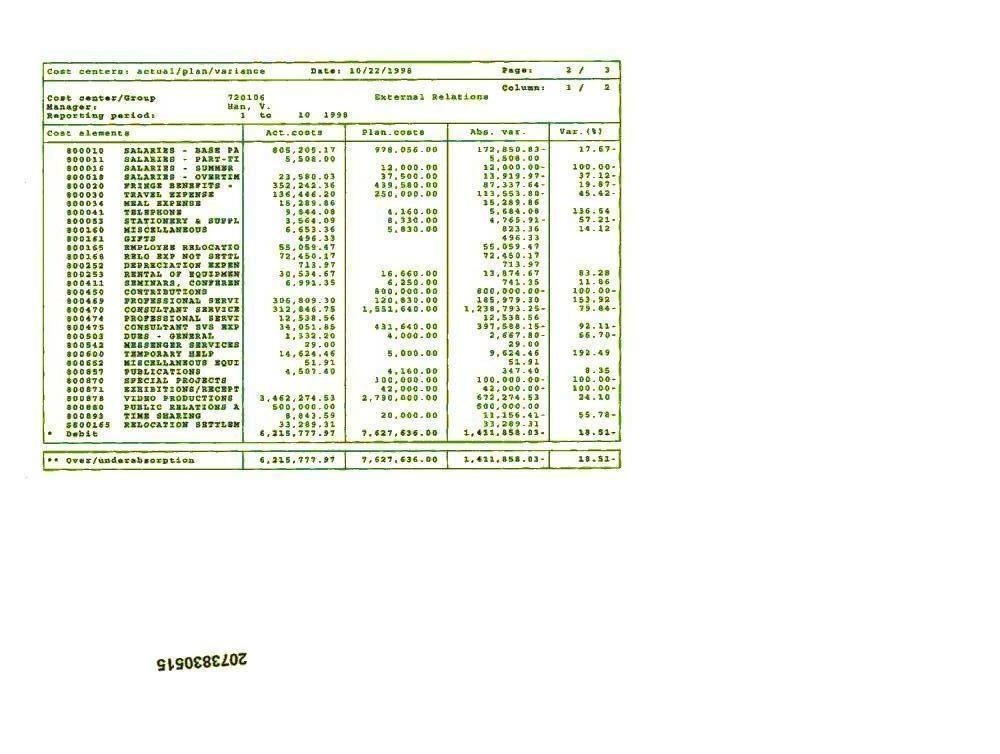 Cost centers: actual/plan/variance Date: 10/22/1998 Page: 2 / 3
Column: 1 / 2
Cost center/Group 720106 External Relations
Manager: Han, V.
Reporting period: 1 to 10 1998
Cost elements Act.costs Plan.costs Abs. var. Var.(%)
800010 SALARIES - BASE PA 805,205.17 978.056.00 172,850.83- 17.67-
800011 SALARIES - PART-TI 5,508.00 5,508.00
800016 SALARIES - SUMMER 12,000.00 12,000.00- 100.00-
800018 SALARIES - OVERTIM 23,580.03 37,500.00 13,919.97- 37.12-
800020 FRINGE BENEFITS - 352,242.36 439,580.00 87.337.64- 19.87-
800030 TRAVEL EXPENSE 136,446.20 250,000.00 113,553.80- 45.42-
800034 MEAL EXPENSE 15,289.86 15,289.86
800041 TELEPHONE 9,844.08 4,160.00 5,684.08 136.54
800053 STATIONERY & SUPPL 3,564.09 8,330.00 4,765.91- 57.21-
800160 MISCELLANEOUS 6,653.36 5,830.00 823.36 14.12
800161 GIFTS 496.33 496.33
800165 EMPLOYEE RELOCATIO 55,059.47 55,059.47
800168 RELO EXP NOT SETTL 72,450.17 72,450.17
800252 DEPRECIATION EXPEN 713.97 713.97
800253 RENTAL OF EQUIPMEN 30,534.67 16,660.00 13,874.67 83.28
800411 SEMINARS, CONFEREN 6,991.35 6,250.00 741.35 11.86
800450 CONTRIBUTIONS 800,000.00 800,000.00- 100.00-
800469 PROFESSIONAL SERVI 306,809.30 120,830.00 185,979.30 153.92
800470 CONSULTANT SERVICE 312,846.75 1,551,640.00 1,238,793.25- 79.84-
800474 PROFESSIONAL SERVI 12,538.56 12,538.56
800475 CONSULTANT SVS EXP 34,051.85 431,640.00 397,588.15- 92.11-
800503 DUES - GENERAL 1,332.20 4,000.00 2,667.80- 66.70-
800542 MESSENGER SERVICES 29.00 29.00
800600 TEMPORARY HELP 14,624.46 5,000.00 9,624.46 192.49
800652 MISCELLANEOUS EQUI 51.91 51.91
800857 PUBLICATIONS 4,507.40 4,160.00 347.40 8.35
800870 SPECIAL PROJECTS 100,000.00 100,000.00- 100.00-
800871 EXHIBITIONS/RECEPT 42,000.00 42,000.00- 100.00-
800878 VIDEO PRODUCTIONS 3,462,274.53 2,790,000.00 672,274.53 24.10
800880 PUBLIC RELATIONS A 500,000.00 500,000.00
800893 TIME SHARING 8,843.59 20,000.00 11,156.41- 55.78-
S800165 RELOCATION SETTLEM 33,289.31 33,289.31
* Debit 6,215,777.97 7,627,636.00 1,411,858.03- 18.51-
** Over/underabsorption 6,215,777.97 7,627,636.00 1,411,858.03- 18.51-
2073830515